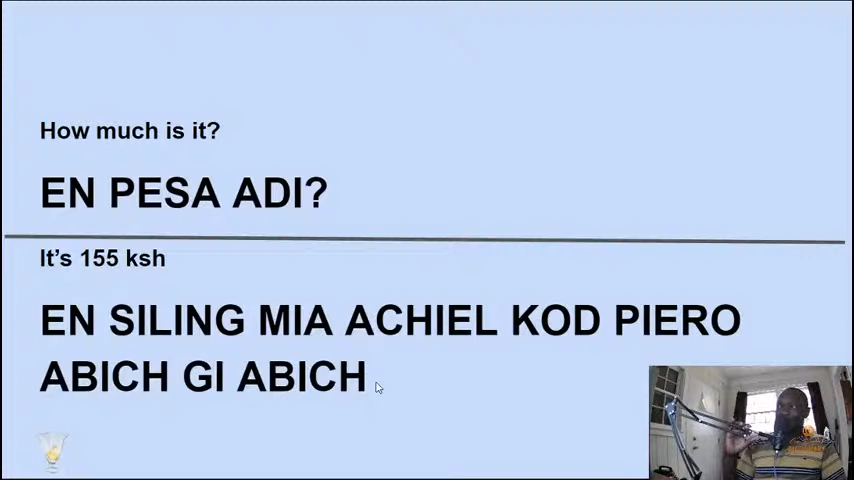 How much is it?
EN PESA ADI?
It's 155 ksh
EN SILING MIA ACHIEL KOD PIERO
ABICH GI ABICH